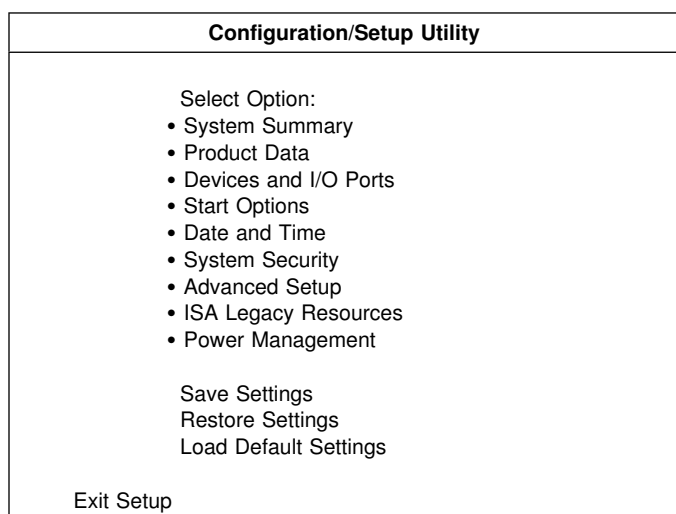 Configuration/Setup Utility
Select Option:
• System Summary
• Product Data
• Devices and I/O Ports
• Start Options
• Date and Time
• System Security
• Advanced Setup
• ISA Legacy Resources
• Power Management
Save Settings
Restore Settings
Load Default Settings
Exit Setup